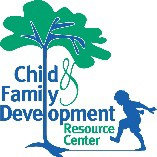 Child &
Family
Development
Resource
Center